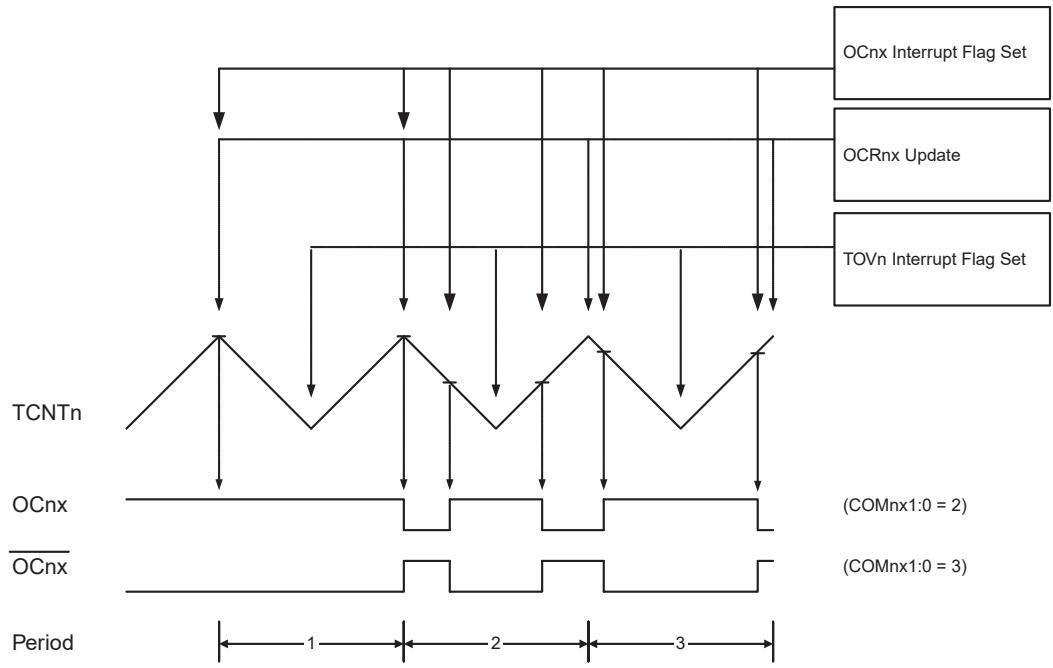 OCnx Interrupt Flag Set
OCRnx Update
TOVn Interrupt Flag Set
TCNTn
OCnx
(COMnx1:0 = 2)
OCnx
(COMnx1:0 = 3)
Period
1
2
3